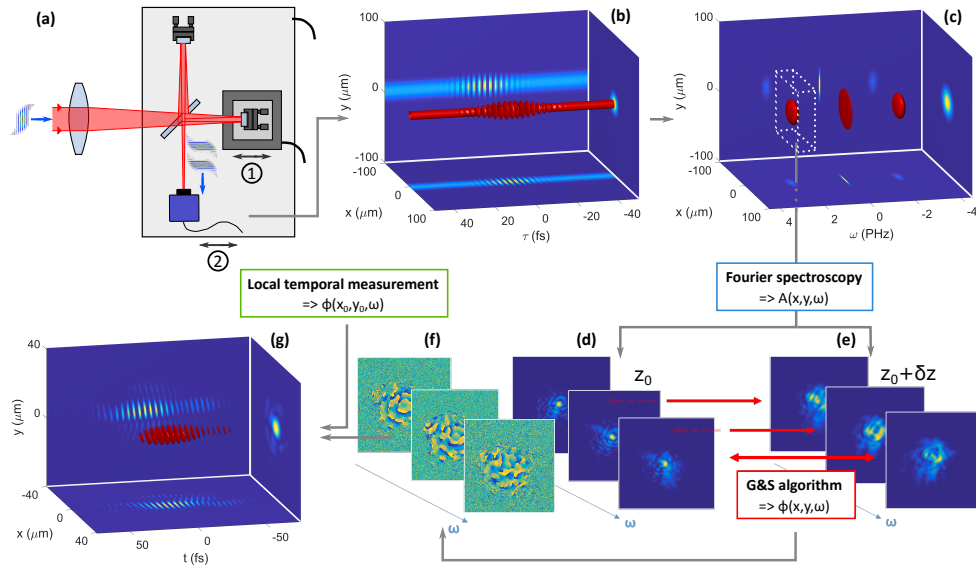 (a)
1
2
(b)
100
0
-100
y (μm)
-100
0
100
x (μm)
40
20
0
-20
-40
τ (fs)
(c)
100
0
-100
y (μm)
-100
0
100
x (μm)
4
2
0
-2
-4
ω (PHz)
Local temporal measurement
=> ϕ(x₀,y₀,ω)
Fourier spectroscopy
=> A(x,y,ω)
(g)
40
0
-40
y (μm)
-40
0
40
x (μm)
50
0
-50
t (fs)
(f)
ω
(d)
z₀
ω
(e)
z₀+δz
ω
G&S algorithm
=> ϕ(x,y,ω)